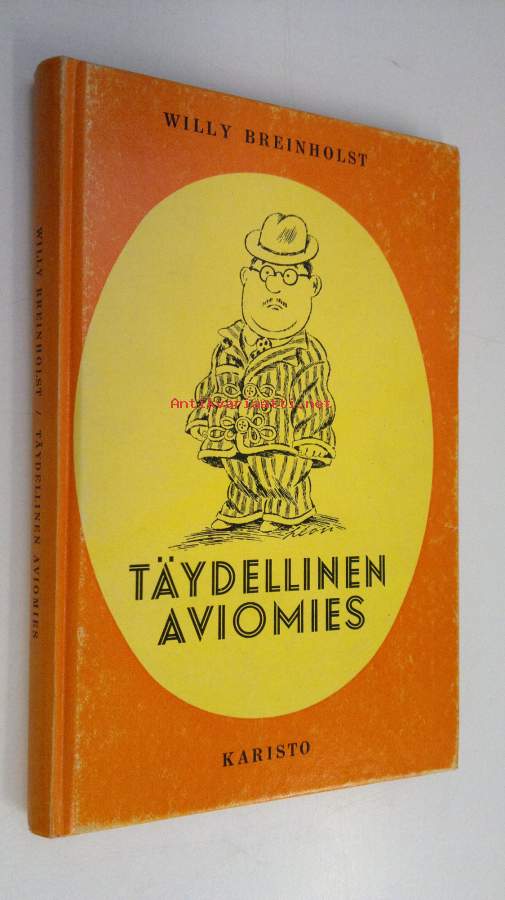 WILLY BREINHOLST
Antikvariaatti.net
TÄYDELLINEN
AVIOMIES
KARISTO
WILLY BREINHOLST / TÄYDELLINEN AVIOMIES